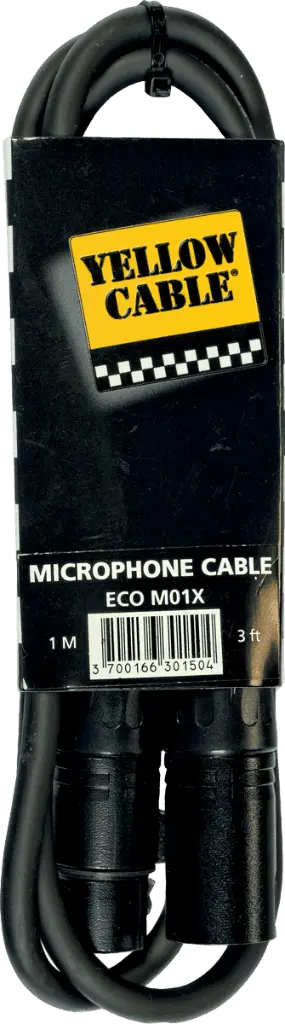 YELLOW
CABLE®
MICROPHONE CABLE
ECO M01X
1 M
3 ft
3 700166 301504